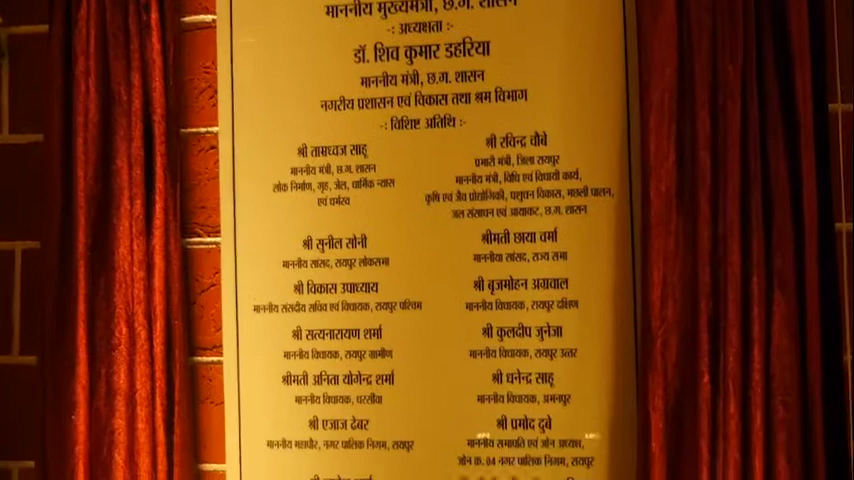 माननीय मुख्यमंत्री, छ.ग. शासन
-: अध्यक्षता :-
डॉ. शिव कुमार डहरिया
माननीय मंत्री, छ.ग. शासन
नगरीय प्रशासन एवं विकास तथा श्रम विभाग
-: विशिष्ट अतिथि :-
श्री ताम्रध्वज साहू
माननीय मंत्री, छ.ग. शासन
लोक निर्माण, गृह, जेल, धार्मिक न्यास
एवं धर्मस्व
श्री रविन्द्र चौबे
प्रभारी मंत्री, जिला रायपुर
माननीय मंत्री, विधि एवं विधायी कार्य,
कृषि एवं जैव प्रौद्योगिकी, पशुधन विकास, मछली पालन,
जल संसाधन एवं आयाकट, छ.ग. शासन
श्री सुनील सोनी
माननीय सांसद, रायपुर लोकसभा
श्रीमती छाया वर्मा
माननीया सांसद, राज्य सभा
श्री विकास उपाध्याय
माननीय संसदीय सचिव एवं विधायक, रायपुर पश्चिम
श्री बृजमोहन अग्रवाल
माननीय विधायक, रायपुर दक्षिण
श्री सत्यनारायण शर्मा
माननीय विधायक, रायपुर ग्रामीण
श्री कुलदीप जुनेजा
माननीय विधायक, रायपुर उत्तर
श्रीमती अनिता योगेन्द्र शर्मा
माननीय विधायक, धरसींवा
श्री धनेन्द्र साहू
माननीय विधायक, अभनपुर
श्री एजाज ढेबर
माननीय महापौर, नगर पालिक निगम, रायपुर
श्री प्रमोद दुबे
माननीय सभापति एवं जोन अध्यक्ष,
जोन क्र. 04 नगर पालिक निगम, रायपुर